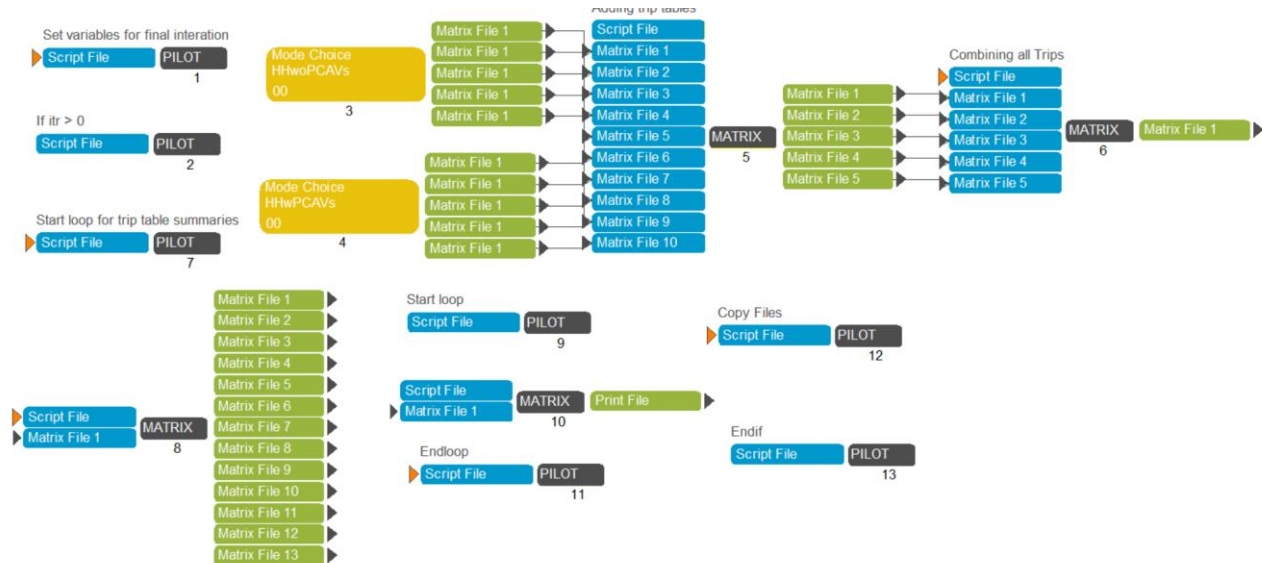 Set variables for final interation
Script File PILOT
1
If itr > 0
Script File PILOT
2
Start loop for trip table summaries
Script File PILOT
7
Mode Choice
HHwoPCAVs
00
3
Matrix File 1
Matrix File 1
Matrix File 1
Matrix File 1
Matrix File 1
Mode Choice
HHwPCAVs
00
4
Matrix File 1
Matrix File 1
Matrix File 1
Matrix File 1
Matrix File 1
Adding trip tables
Script File
Matrix File 1
Matrix File 2
Matrix File 3
Matrix File 4
Matrix File 5
Matrix File 6
Matrix File 7
Matrix File 8
Matrix File 9
Matrix File 10
MATRIX
5
Matrix File 1
Matrix File 2
Matrix File 3
Matrix File 4
Matrix File 5
Combining all Trips
Script File
Matrix File 1
Matrix File 2
Matrix File 3
Matrix File 4
Matrix File 5
MATRIX
6
Matrix File 1
Script File
Matrix File 1
MATRIX
8
Matrix File 1
Matrix File 2
Matrix File 3
Matrix File 4
Matrix File 5
Matrix File 6
Matrix File 7
Matrix File 8
Matrix File 9
Matrix File 10
Matrix File 11
Matrix File 12
Matrix File 13
Start loop
Script File PILOT
9
Script File
Matrix File 1
MATRIX
10
Print File
Endloop
Script File PILOT
11
Copy Files
Script File PILOT
12
Endif
Script File PILOT
13